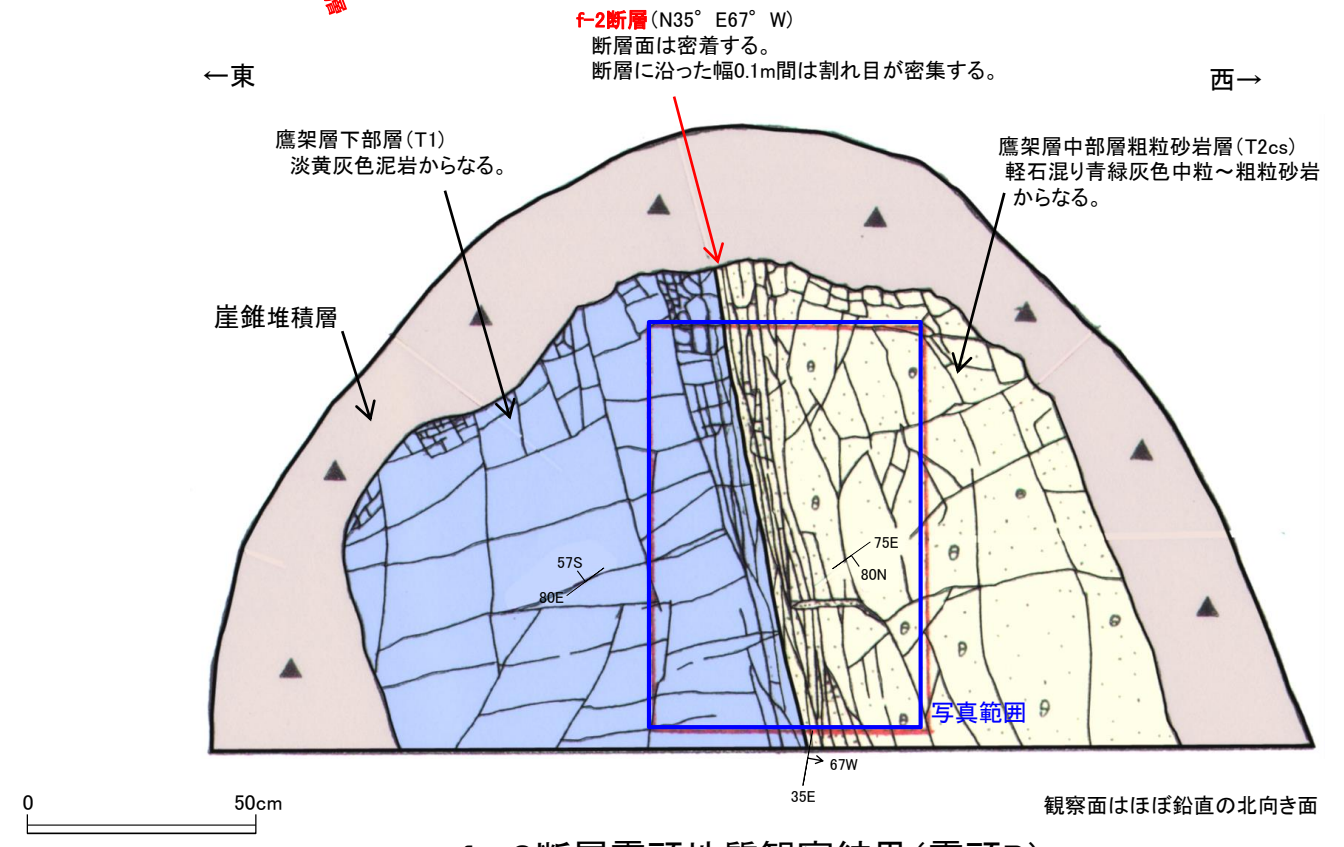 層
f-2断層(N35°E67°W)
断層面は密着する。
断層に沿った幅0.1m間は割れ目が密集する。
←東
西→
鷹架層下部層(T1)
淡黄灰色泥岩からなる。
鷹架層中部層粗粒砂岩層(T2cs)
軽石混り青緑灰色中粒~粗粒砂岩
からなる。
崖錐堆積層
57S
80E
75E
80N
写真範囲
67W
35E
0 50cm
観察面はほぼ鉛直の北向き面